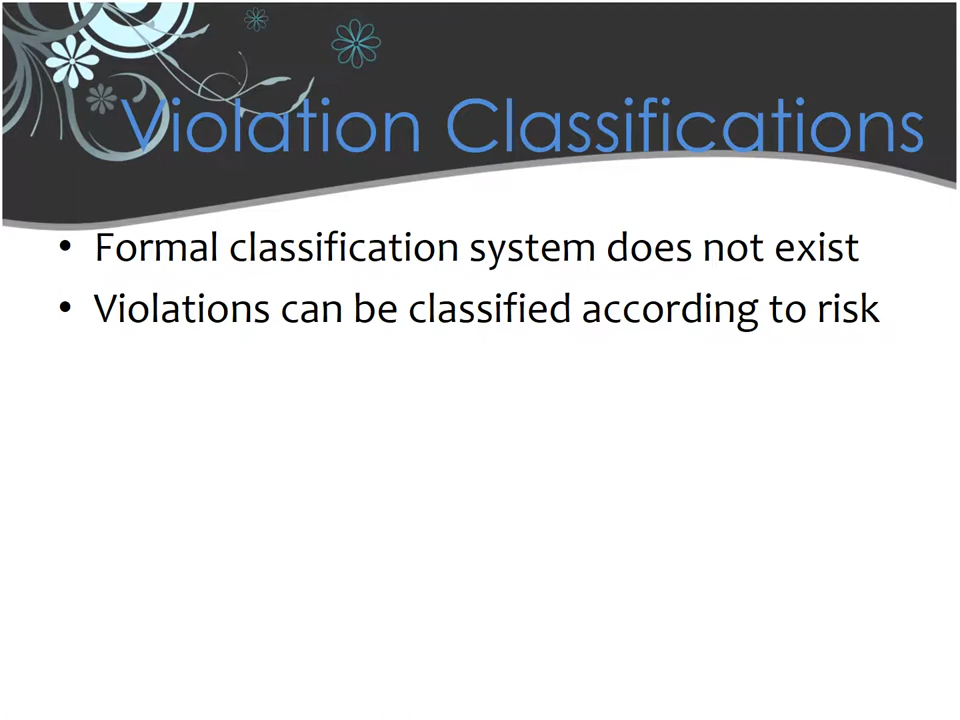 Violation Classifications
• Formal classification system does not exist
• Violations can be classified according to risk